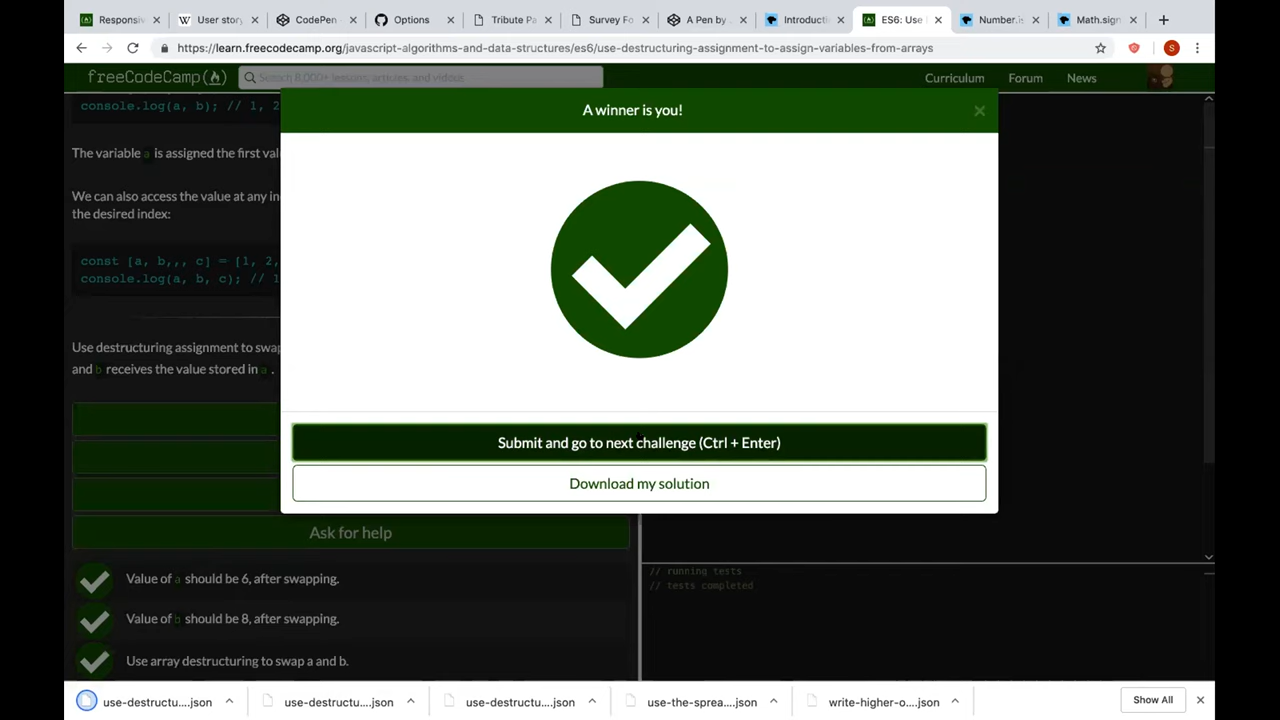 Responsiv
User story
CodePen
Options
Tribute Pa
Survey Fo
A Pen by
Introducti
ES6: Use
Number.is
Math.sign
https://learn.freecodecamp.org/javascript-algorithms-and-data-structures/es6/use-destructuring-assignment-to-assign-variables-from-arrays
S
freeCodeCamp
Search 8,000+ lessons, articles, and videos
Curriculum
Forum
News
console.log(a, b); // 1, 2
A winner is you!
The variable a is assigned the first val
We can also access the value at any in
the desired index:
const [a, b,,, c] = [1, 2,
console.log(a, b, c); // 1
Use destructuring assignment to swap
and b receives the value stored in a .
Submit and go to next challenge (Ctrl + Enter)
Download my solution
Ask for help
Value of a should be 6, after swapping.
Value of b should be 8, after swapping.
Use array destructuring to swap a and b.
// running tests
// tests completed
use-destructu....json
use-destructu....json
use-destructu....json
use-the-sprea....json
write-higher-o....json
Show All